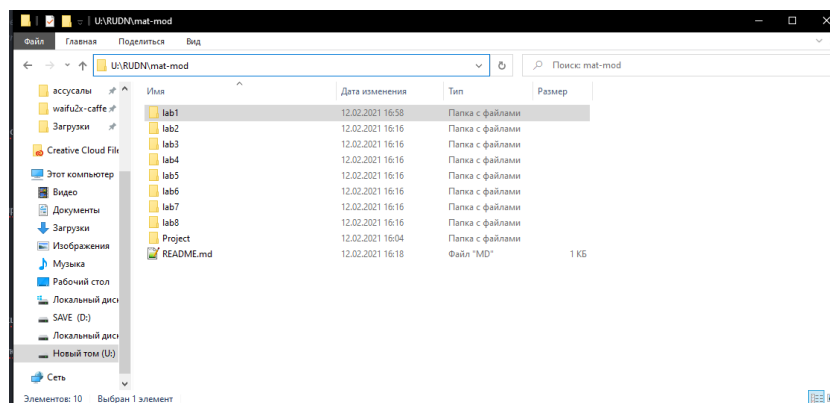 U:\RUDN\mat-mod
Файл Главная Поделиться Вид
U:\RUDN\mat-mod
Поиск: mat-mod
ассусалы
waifu2x-caffe
Загрузки
Creative Cloud File
Этот компьютер
Видео
Документы
Загрузки
Изображения
Музыка
Рабочий стол
Локальный диск
SAVE (D:)
Локальный диск
Новый том (U:)
Сеть
Имя Дата изменения Тип Размер
lab1 12.02.2021 16:58 Папка с файлами
lab2 12.02.2021 16:16 Папка с файлами
lab3 12.02.2021 16:16 Папка с файлами
lab4 12.02.2021 16:16 Папка с файлами
lab5 12.02.2021 16:16 Папка с файлами
lab6 12.02.2021 16:16 Папка с файлами
lab7 12.02.2021 16:16 Папка с файлами
lab8 12.02.2021 16:16 Папка с файлами
Project 12.02.2021 16:04 Папка с файлами
README.md 12.02.2021 16:18 Файл "MD" 1 КБ
Элементов: 10 Выбран 1 элемент